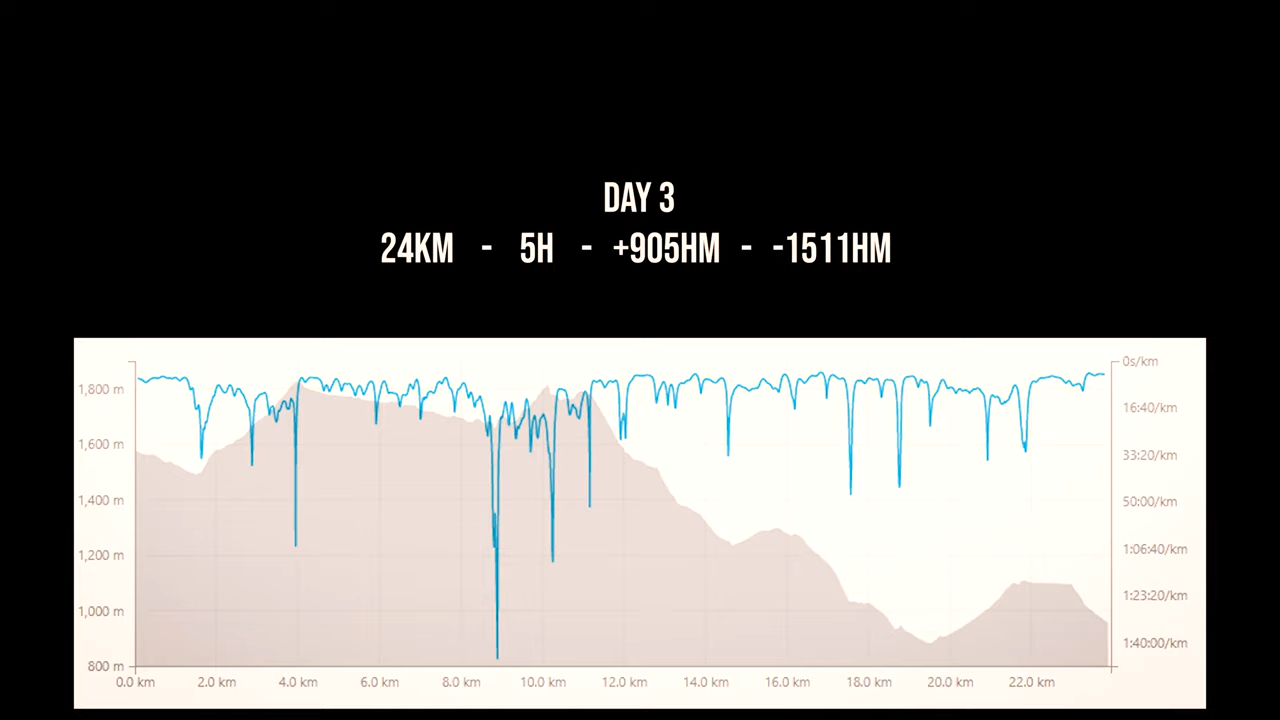 DAY 3
24KM - 5H - +905HM - -1511HM
1,800 m
1,600 m
1,400 m
1,200 m
1,000 m
800 m
0s/km
16:40/km
33:20/km
50:00/km
1:06:40/km
1:23:20/km
1:40:00/km
0.0 km 2.0 km 4.0 km 6.0 km 8.0 km 10.0 km 12.0 km 14.0 km 16.0 km 18.0 km 20.0 km 22.0 km